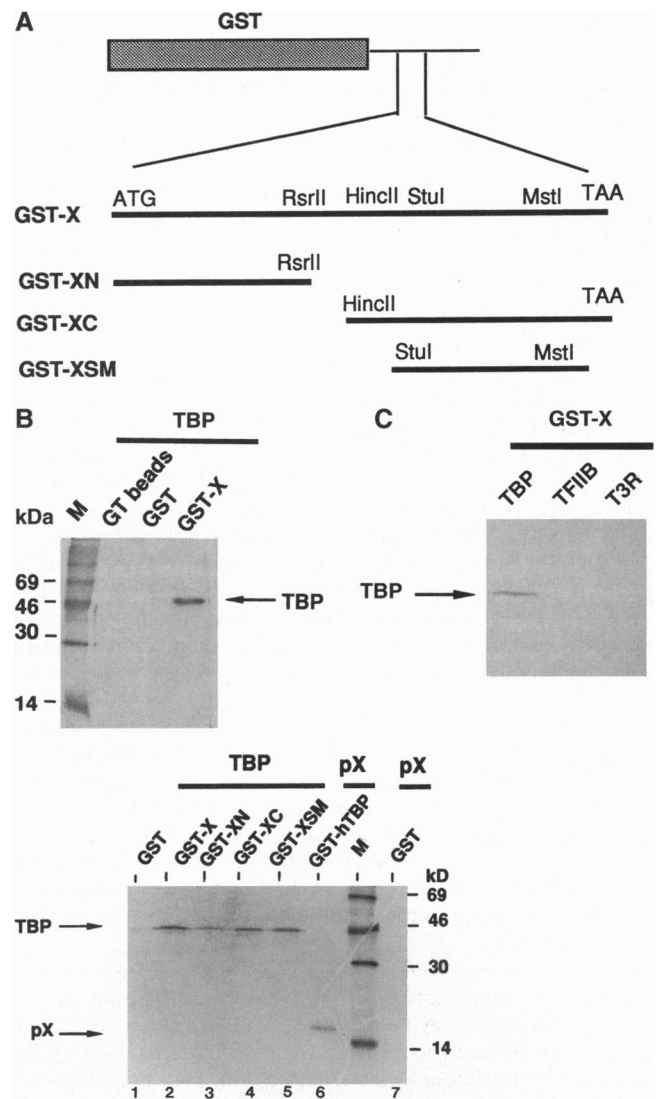 A
GST
ATG RsrII HincII StuI MstI TAA
GST-X
RsrII
GST-XN
HincII TAA
GST-XC
StuI MstI
GST-XSM
B
TBP
M GT beads GST GST-X
kDa
69
46
30
14
TBP
C
GST-X
TBP TFIIB T3R
TBP
TBP pX pX
GST GST-X GST-XN GST-XC GST-XSM GST-hTBP M GST
kD
69
TBP
46
30
pX
14
1 2 3 4 5 6 7